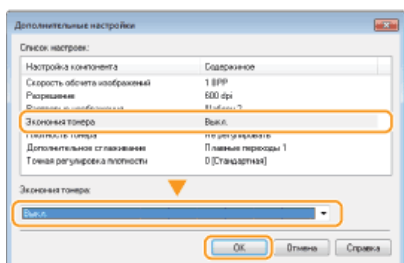 Дополнительные настройки
Список настроек:
Настройка компонента Содержимое
Скорость обсчета изображений 1 BPP
Разрешение 600 dpi
Экономия тонера Выкл.
Плотность тонера Не регулировать
Дополнительное сглаживание Плавные переходы 1
Точная регулировка плотности 0 [Стандартная]
Экономия тонера:
Выкл.
OK Отмена Справка